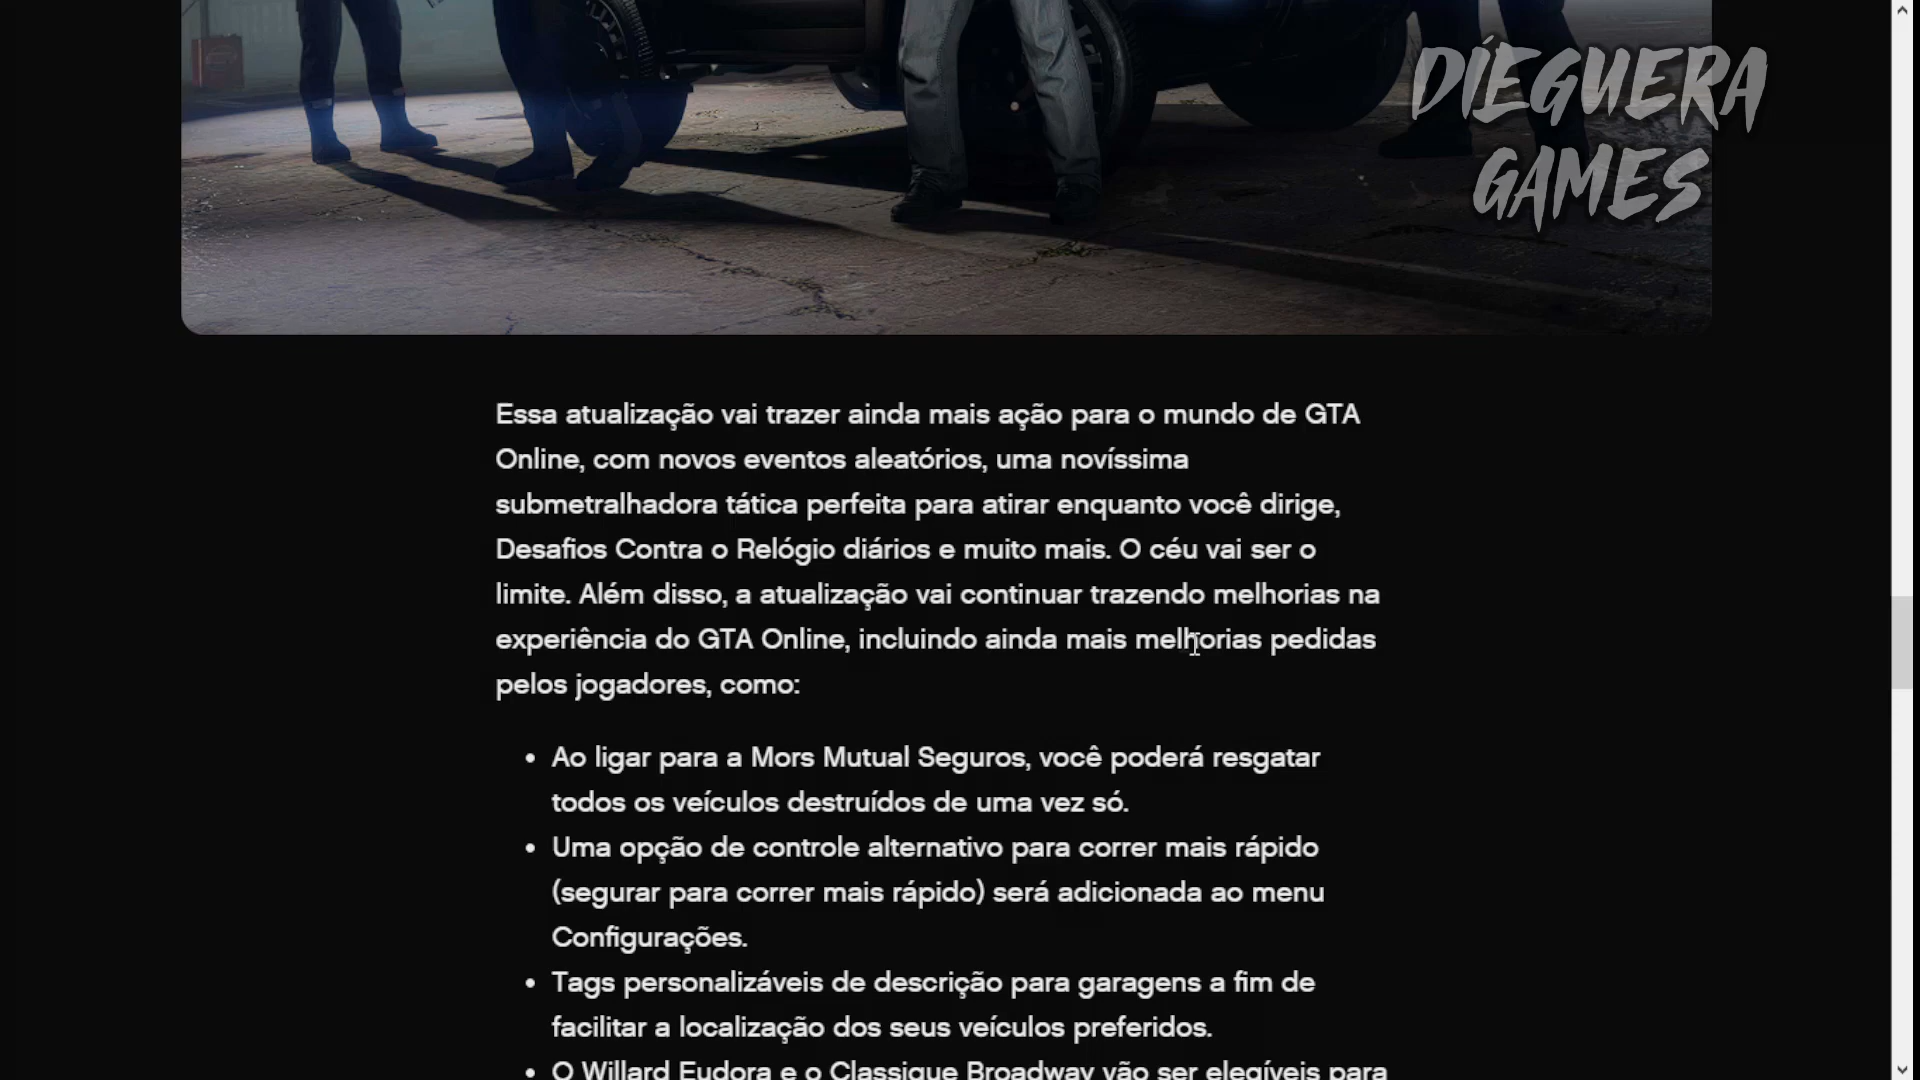 DIEGUERA
GAMES
Essa atualização vai trazer ainda mais ação para o mundo de GTA
Online, com novos eventos aleatórios, uma novíssima
submetralhadora tática perfeita para atirar enquanto você dirige,
Desafios Contra o Relógio diários e muito mais. O céu vai ser o
limite. Além disso, a atualização vai continuar trazendo melhorias na
experiência do GTA Online, incluindo ainda mais melhorias pedidas
pelos jogadores, como:
• Ao ligar para a Mors Mutual Seguros, você poderá resgatar
todos os veículos destruídos de uma vez só.
• Uma opção de controle alternativo para correr mais rápido
(segurar para correr mais rápido) será adicionada ao menu
Configurações.
• Tags personalizáveis de descrição para garagens a fim de
facilitar a localização dos seus veículos preferidos.
• O Willard Eudora e o Classique Broadway vão ser elegíveis para